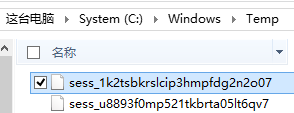 这台电脑 ▸ System (C:) ▸ Windows ▸ Temp
名称
sess_1k2tsbkrslcip3hmpfdg2n2o07
sess_u8893f0mp521tkbrta05lt6qv7